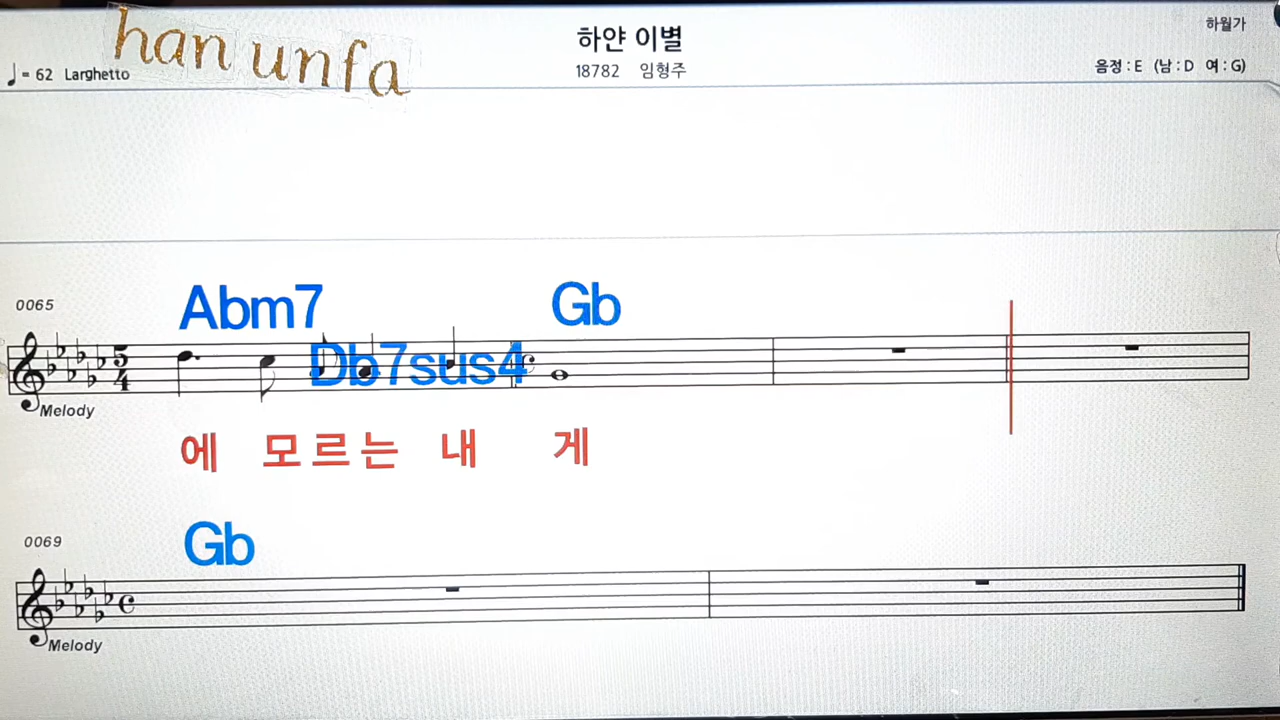 han unfa
하얀 이별
하월가
♩= 62 Larghetto
18782 임형주
음정 : E (남 : D 여 : G)
0065
Abm7 Gb
Db7sus4
5
4
Melody
에 모르는 내 게
0069
Gb
Melody